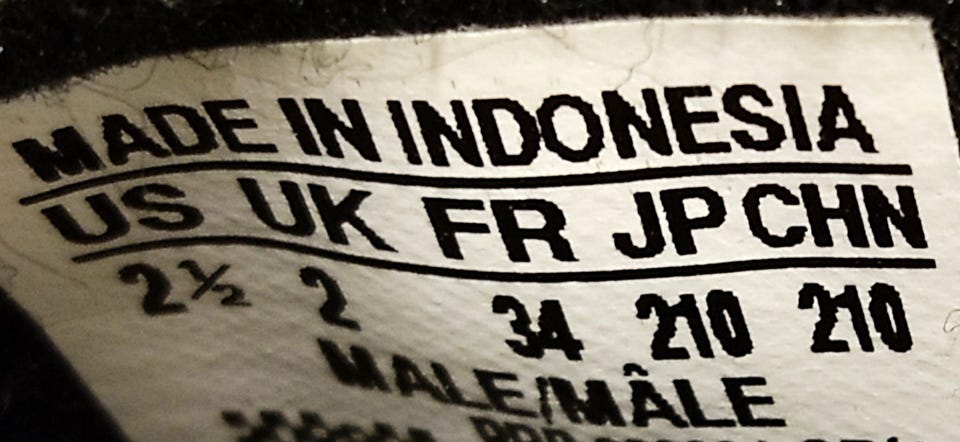 MADE IN INDONESIA
US UK FR JP CHN
2½ 2 34 210 210
MALE/MÂLE